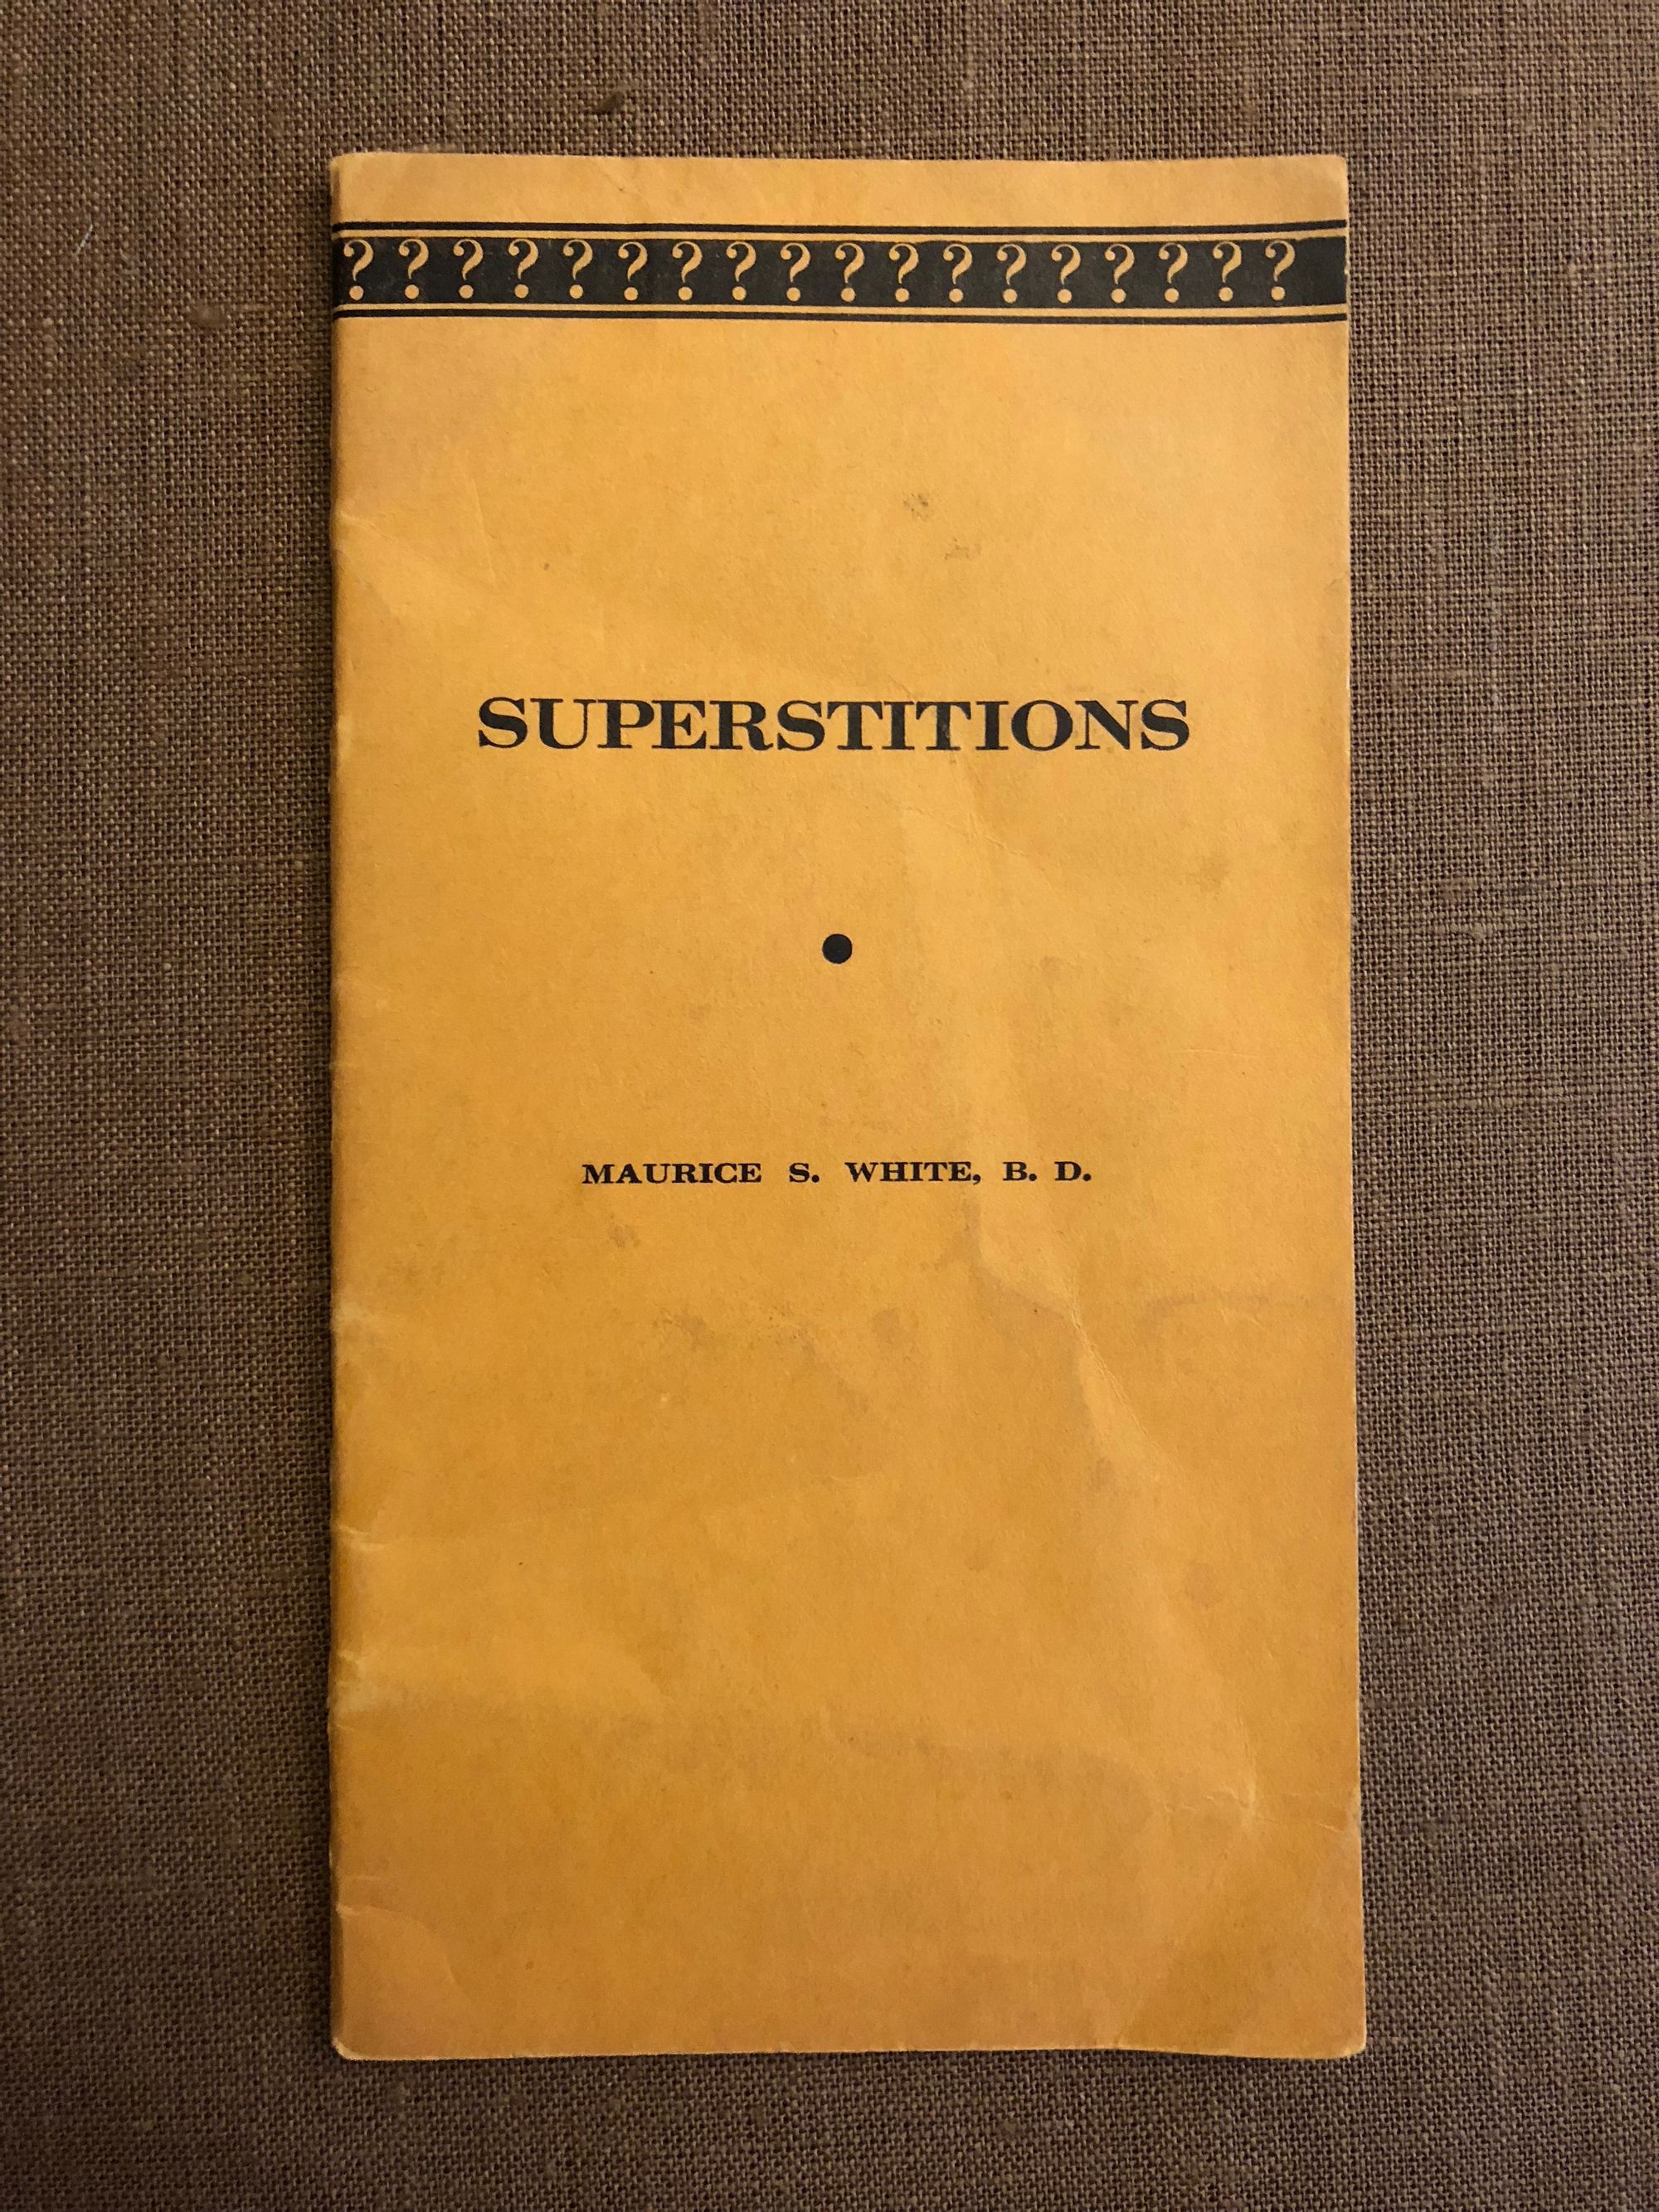 ? ? ? ? ? ? ? ? ? ? ? ? ? ? ? ? ? ?
SUPERSTITIONS
MAURICE S. WHITE, B. D.